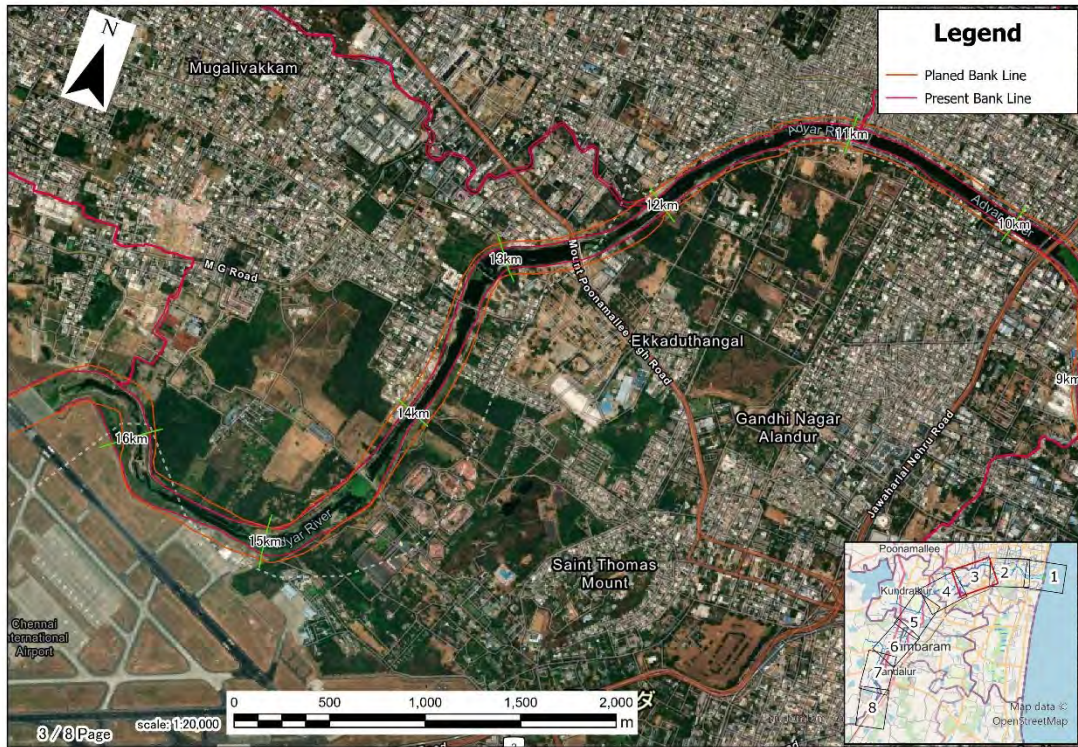 N
Mugalivakkam
Legend
Planed Bank Line
Present Bank Line
Adyar
11km
12km
Adyar River
10km
13km
M G Road
Mount Poonamallee High Road
Ekkaduthangal
9km
14km
Gandhi Nagar
Alandur
Jawaharlal Nehru Road
16km
15km
Adyar River
Saint Thomas
Mount
Chennai
International
Airport
0 500 1,000 1,500 2,000
m
scale: 1:20,000
3 / 8 Page
ダ
Poonamallee
Kundrathur
1
2
3
4
5
6
7
8
Map data ©
OpenStreetMap